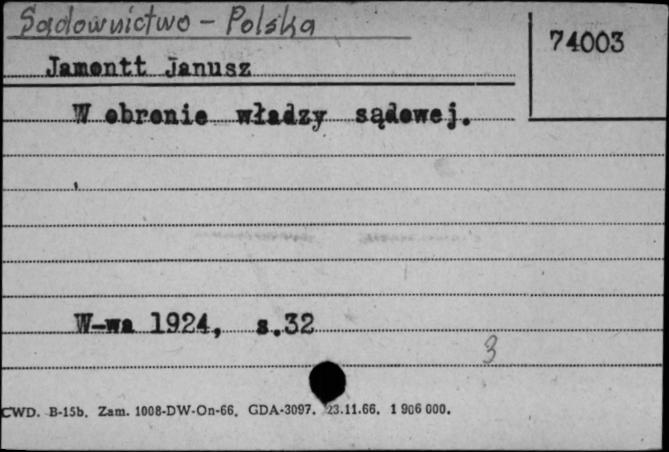 Sądownictwo - Polska
74003
Jamontt Janusz
W obronie władzy sądowej.
W-wa 1924, s.32
3
CWD. B-15b. Zam. 1008-DW-On-66. GDA-3097. 23.11.66. 1 906 000.